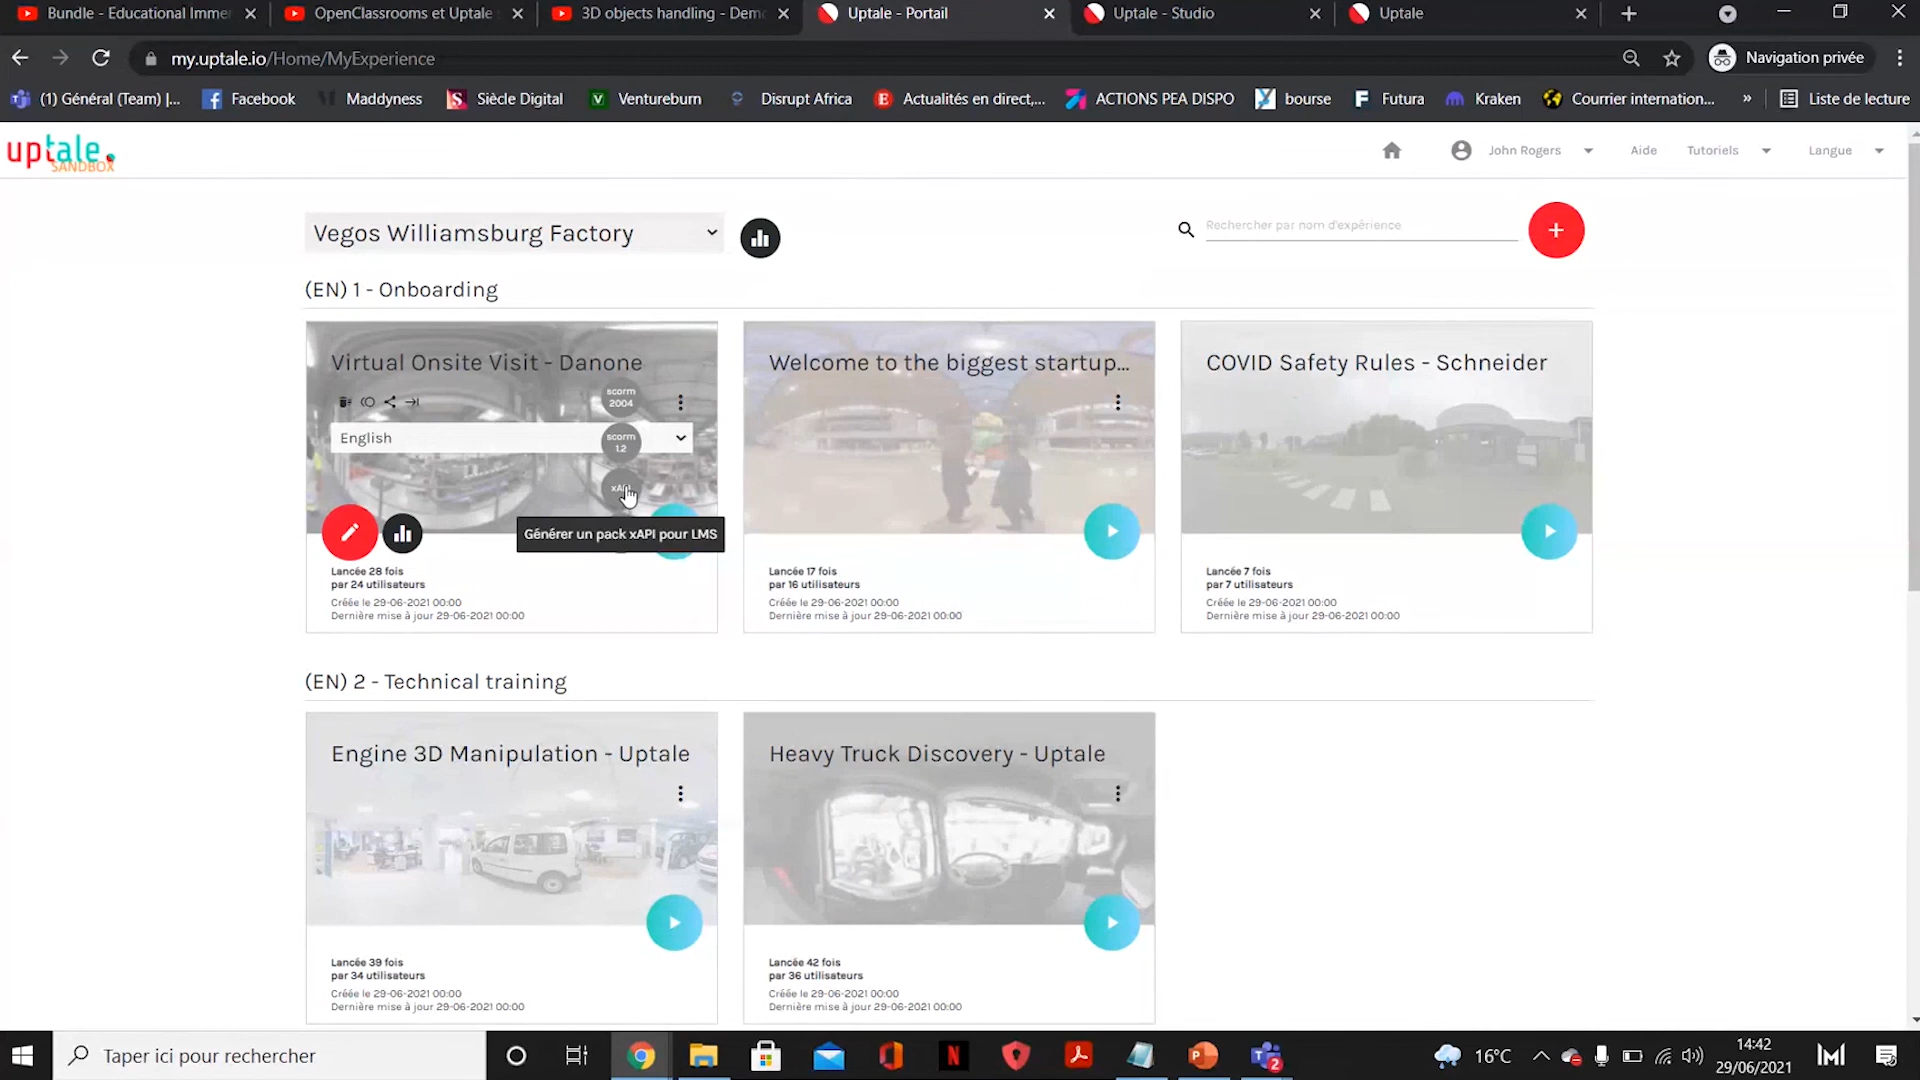 Bundle - Educational Imme
OpenClassrooms et Uptale
3D objects handling - Demo
Uptale - Portail
Uptale - Studio
Uptale
my.uptale.io/Home/MyExperience
Navigation privée
(1) Général (Team) |...
Facebook
Maddyness
Siècle Digital
Ventureburn
Disrupt Africa
Actualités en direct,...
ACTIONS PEA DISPO
bourse
Futura
Kraken
Courrier internation...
»
Liste de lecture
uptale.
SANDBOX
John Rogers
Aide
Tutoriels
Langue
Vegos Williamsburg Factory
Rechercher par nom d'expérience
(EN) 1 - Onboarding
Virtual Onsite Visit - Danone
scorm
2004
English
scorm
1.2
xAPI
Générer un pack xAPI pour LMS
Lancée 28 fois
par 24 utilisateurs
Créée le 29-06-2021 00:00
Dernière mise à jour 29-06-2021 00:00
Welcome to the biggest startup...
Lancée 17 fois
par 16 utilisateurs
Créée le 29-06-2021 00:00
Dernière mise à jour 29-06-2021 00:00
COVID Safety Rules - Schneider
Lancée 7 fois
par 7 utilisateurs
Créée le 29-06-2021 00:00
Dernière mise à jour 29-06-2021 00:00
(EN) 2 - Technical training
Engine 3D Manipulation - Uptale
Lancée 39 fois
par 34 utilisateurs
Créée le 29-06-2021 00:00
Dernière mise à jour 29-06-2021 00:00
Heavy Truck Discovery - Uptale
Lancée 42 fois
par 36 utilisateurs
Créée le 29-06-2021 00:00
Dernière mise à jour 29-06-2021 00:00
Taper ici pour rechercher
2
16°C
14:42
29/06/2021